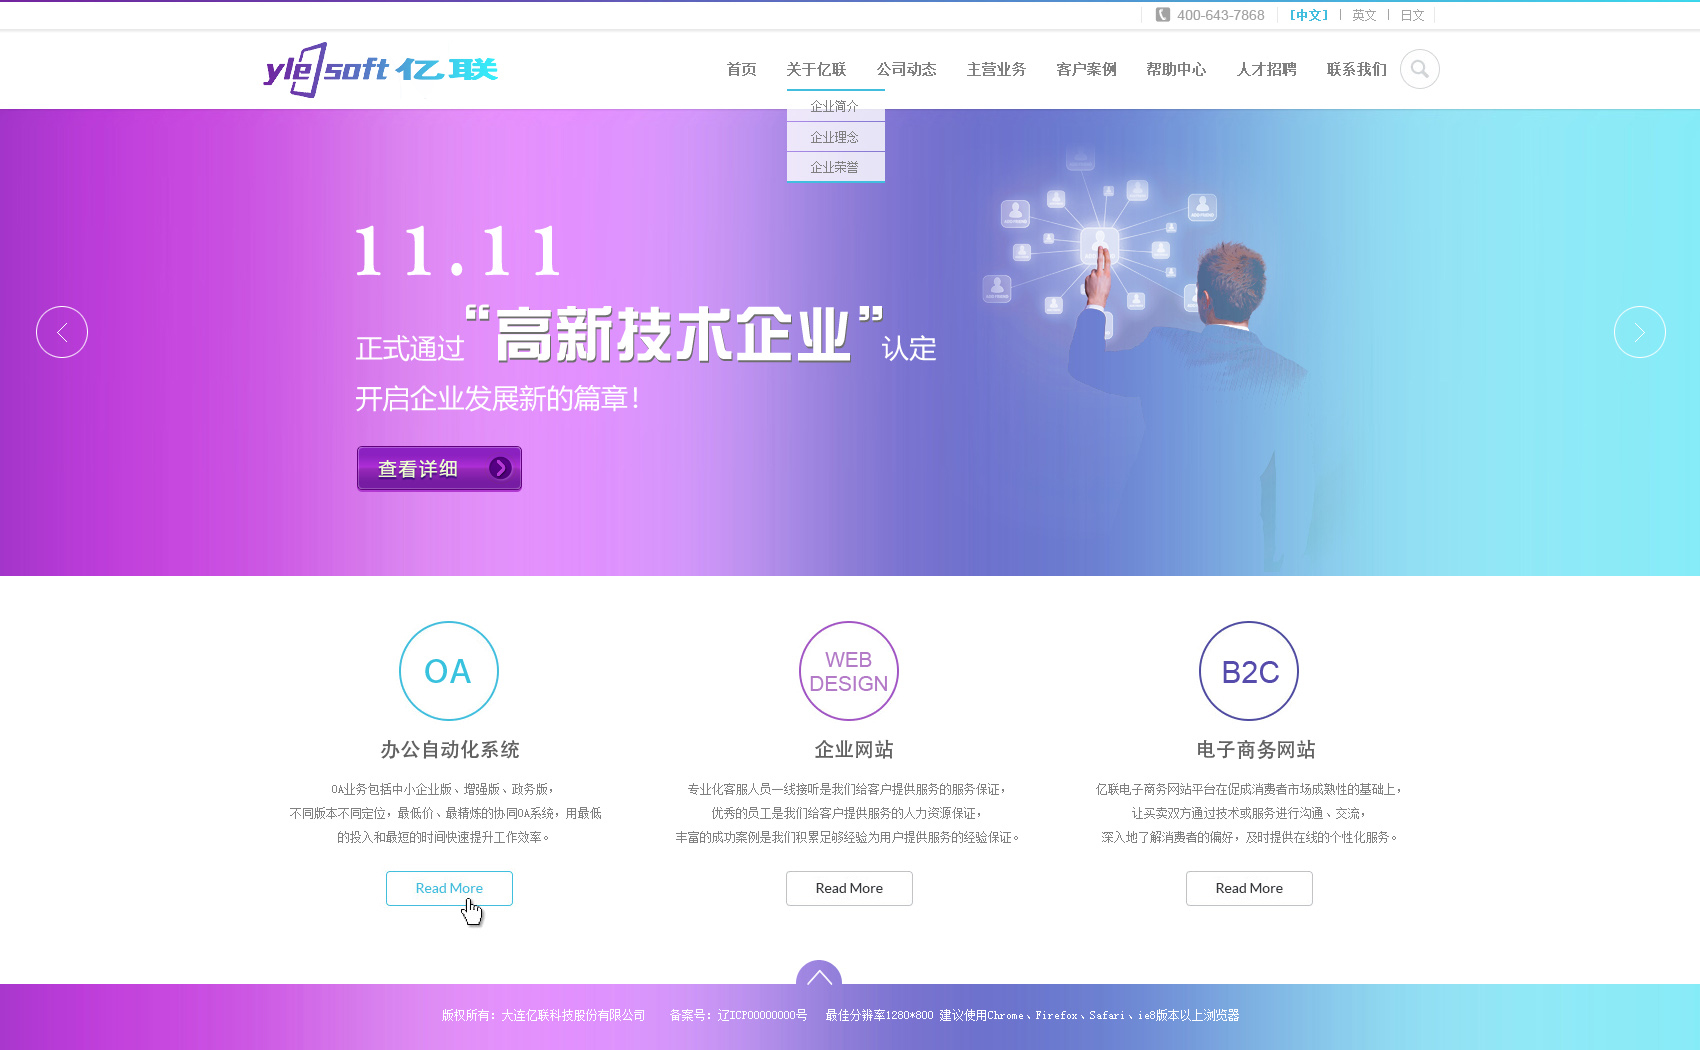 400-643-7868 [中文] | 英文 | 日文
ylesoft 亿联
首页 关于亿联 公司动态 主营业务 客户案例 帮助中心 人才招聘 联系我们
企业简介
企业理念
企业荣誉
11.11
正式通过“高新技术企业”认定
开启企业发展新的篇章！
查看详细
OA
办公自动化系统
OA业务包括中小企业版、增强版、政务版，
不同版本不同定位，最低价、最精炼的协同OA系统，用最低
的投入和最短的时间快速提升工作效率。
Read More
WEB
DESIGN
企业网站
专业化客服人员一线接听是我们给客户提供服务的服务保证，
优秀的员工是我们给客户提供服务的人力资源保证，
丰富的成功案例是我们积累足够经验为用户提供服务的经验保证。
Read More
B2C
电子商务网站
亿联电子商务网站平台在促成消费者市场成熟性的基础上，
让买卖双方通过技术或服务进行沟通、交流，
深入地了解消费者的偏好，及时提供在线的个性化服务。
Read More
版权所有：大连亿联科技股份有限公司 备案号：辽ICP00000000号 最佳分辨率1280*800 建议使用Chrome、Firefox、Safari、ie8版本以上浏览器